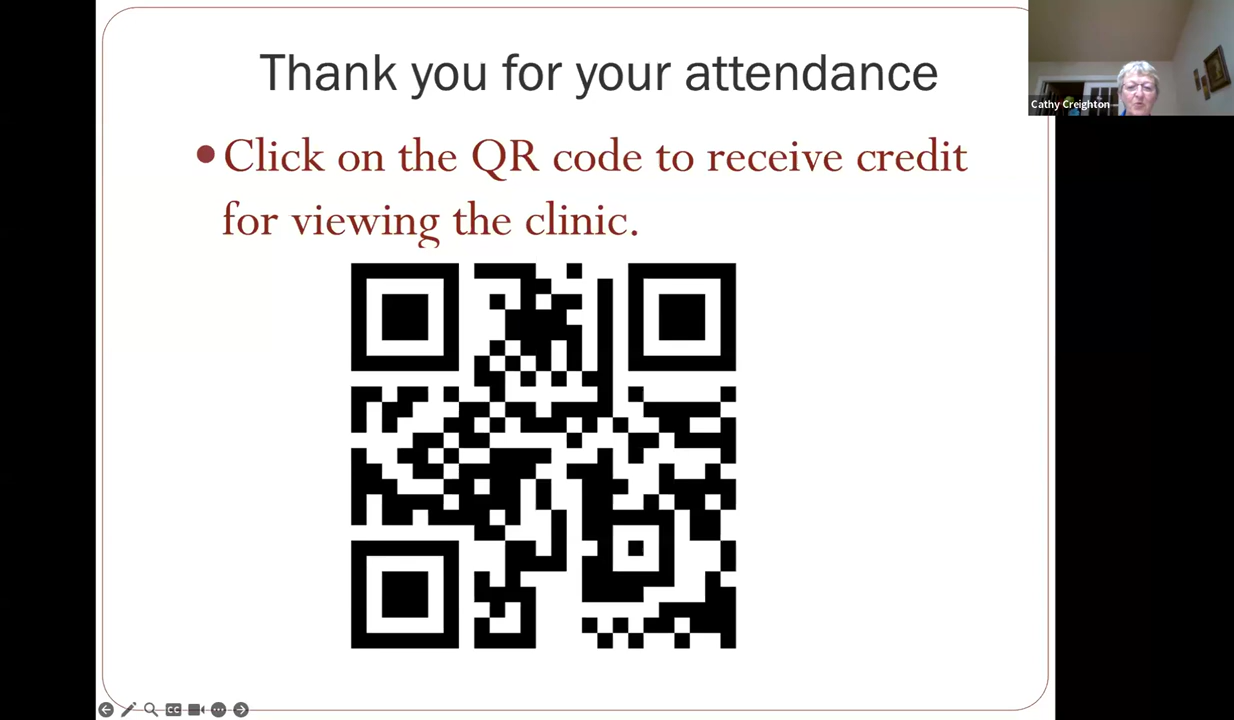 Thank you for your attendance
Cathy Creighton
Click on the QR code to receive credit
for viewing the clinic.
CC